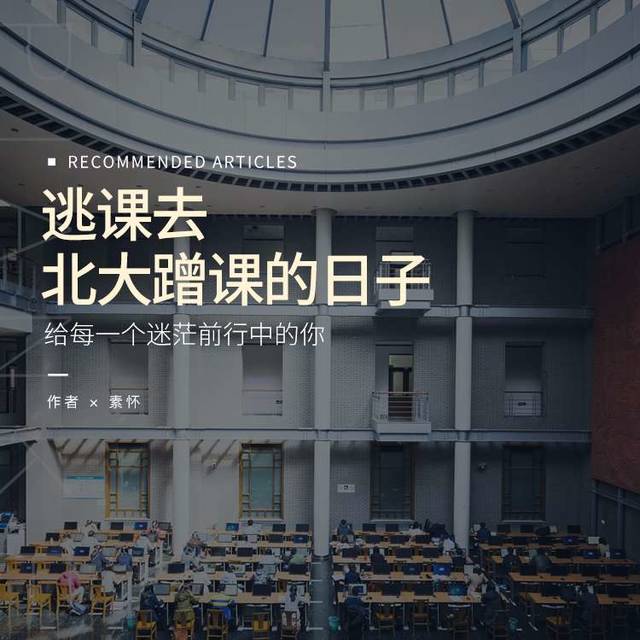 RECOMMENDED ARTICLES
逃课去
北大蹭课的日子
给每一个迷茫前行中的你
作者 × 素怀